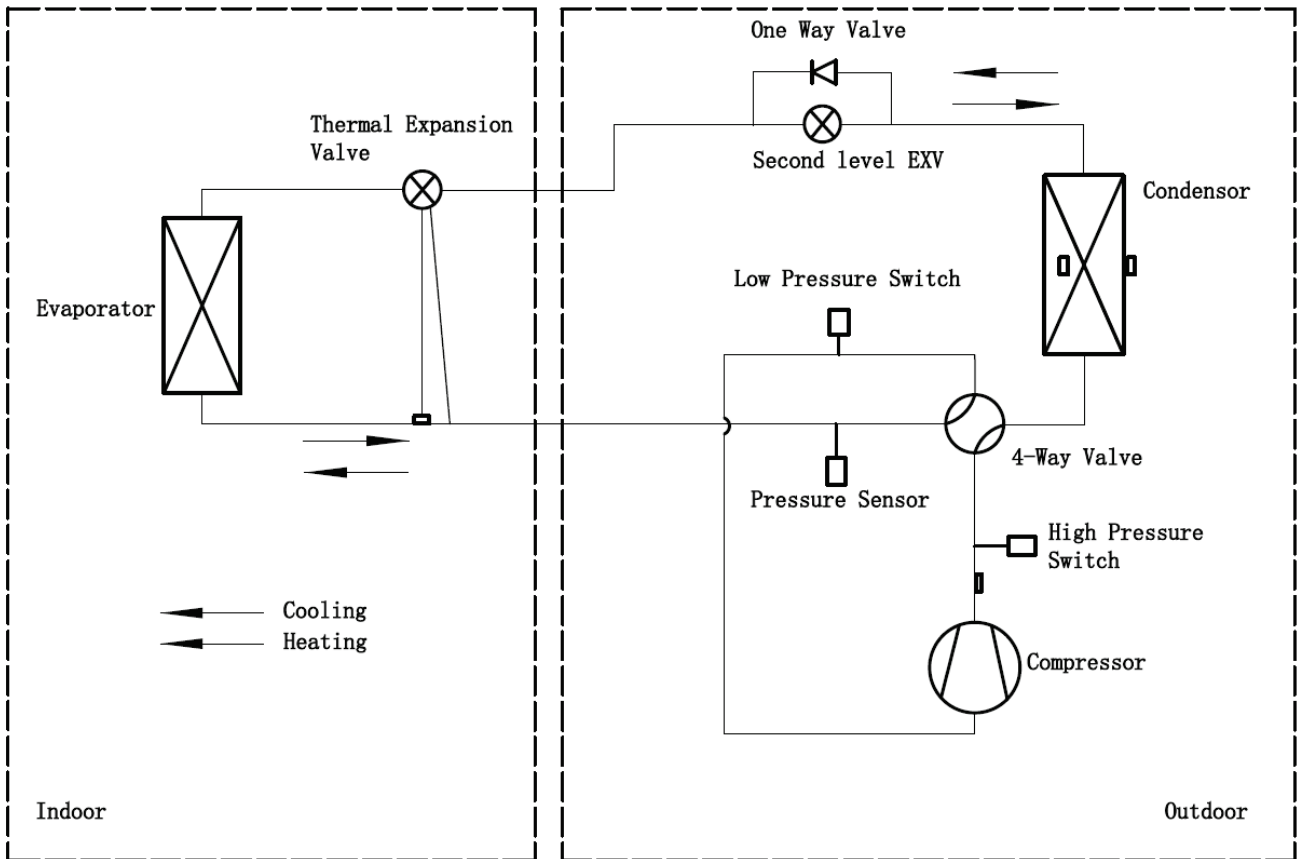 One Way Valve
Thermal Expansion
Valve
Second level EXV
Condensor
Low Pressure Switch
Evaporator
4-Way Valve
Pressure Sensor
High Pressure
Switch
Cooling
Heating
Compressor
Indoor
Outdoor